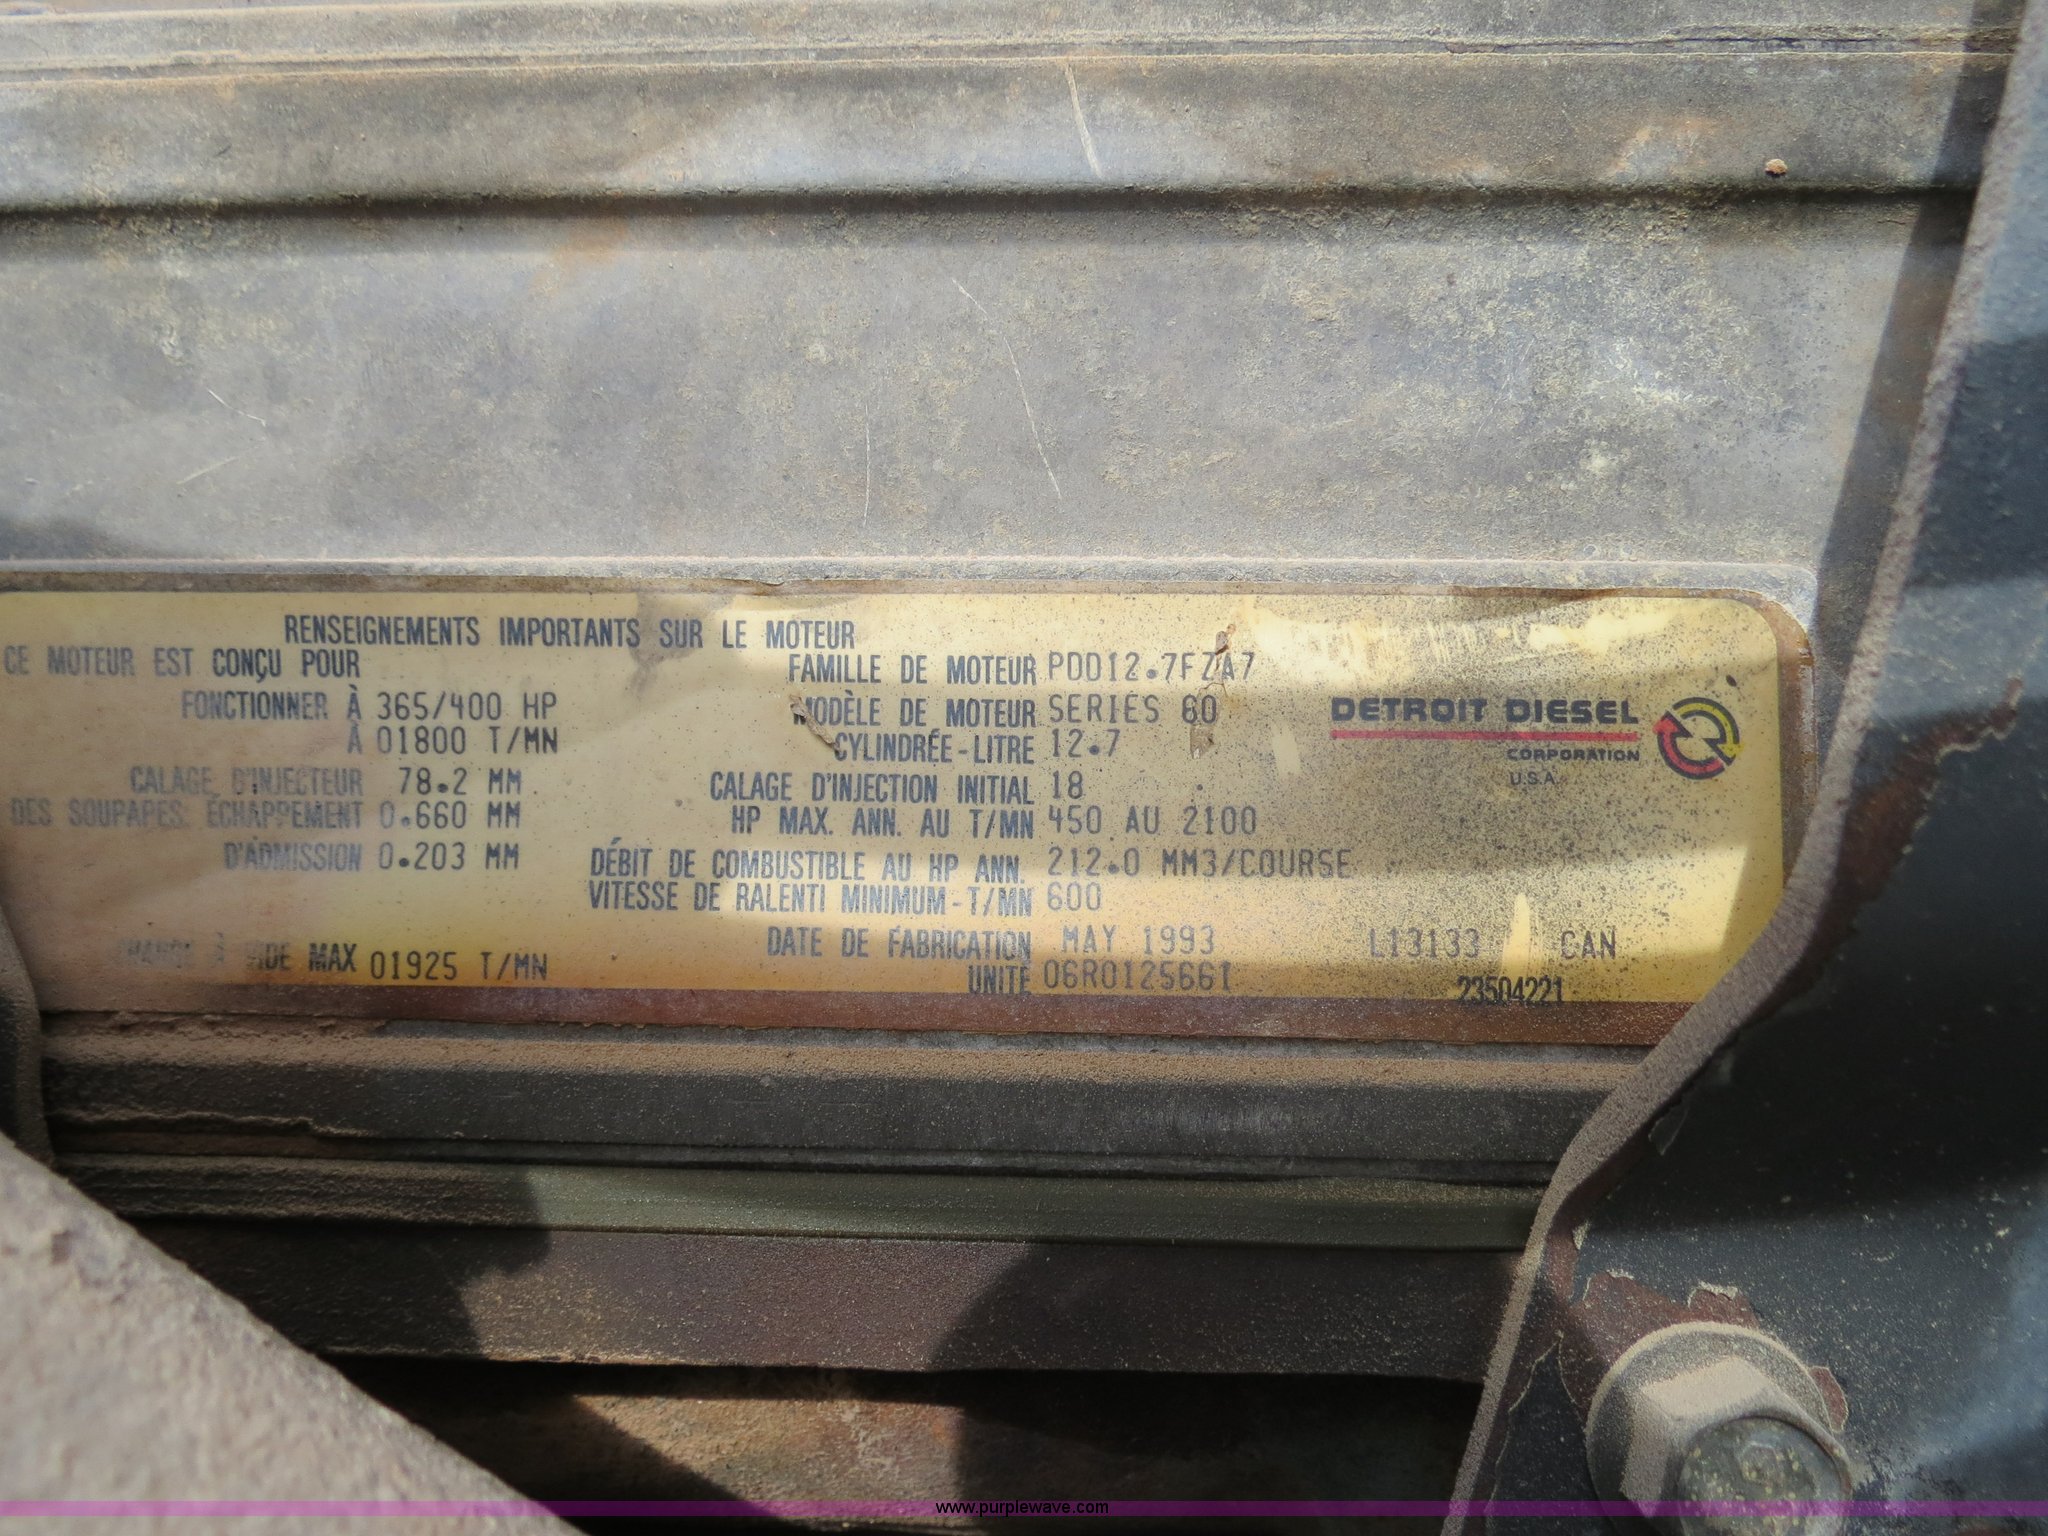 RENSEIGNEMENTS IMPORTANTS SUR LE MOTEUR
CE MOTEUR EST CONÇU POUR
FONCTIONNER À 365/400 HP
À 01800 T/MN
CALAGE D'INJECTEUR 78.2 MM
DES SOUPAPES: ÉCHAPPEMENT 0.660 MM
D'ADMISSION 0.203 MM
À VIDE MAX 01925 T/MN
FAMILLE DE MOTEUR PDD12.7FZA7
MODÈLE DE MOTEUR SERIES 60
CYLINDRÉE-LITRE 12.7
CALAGE D'INJECTION INITIAL 18
HP MAX. ANN. AU T/MN 450 AU 2100
DÉBIT DE COMBUSTIBLE AU HP ANN. 212.0 MM3/COURSE
VITESSE DE RALENTI MINIMUM-T/MN 600
DATE DE FABRICATION MAY 1993 L13133 CAN
UNITÉ 06R0125661
23504221
DETROIT DIESEL
CORPORATION
U.S.A.
www.purplewave.com